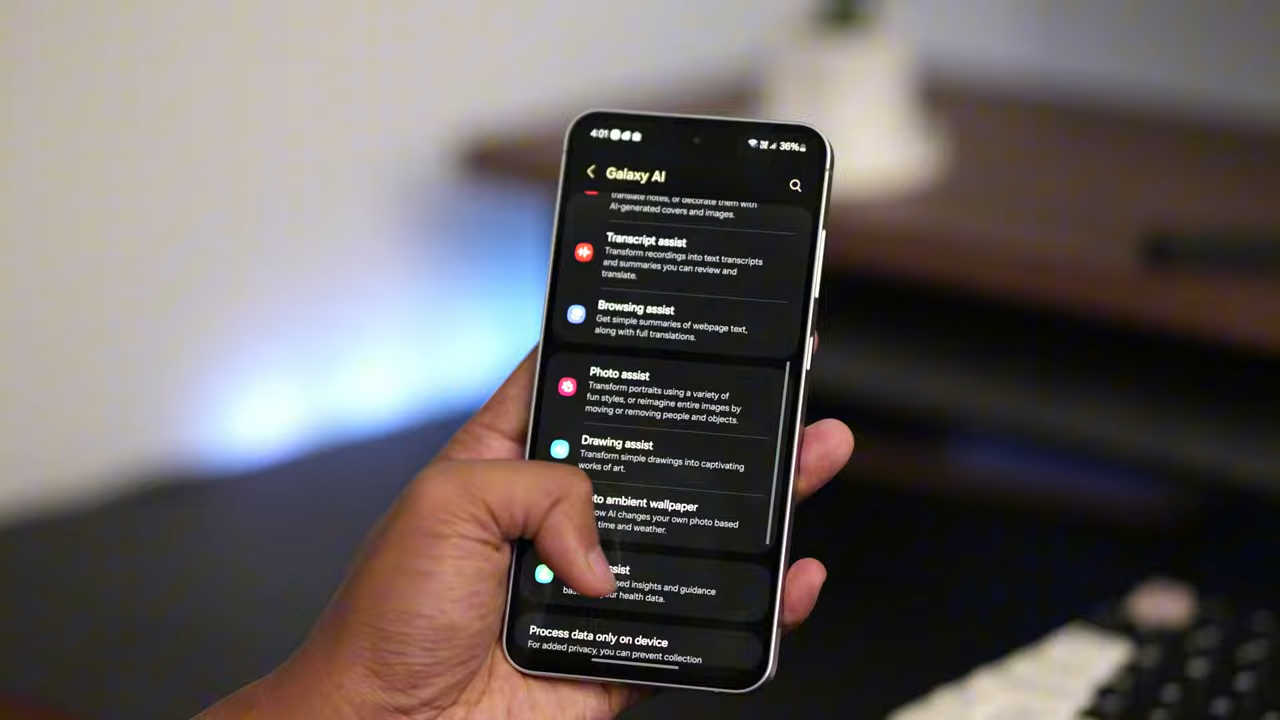 4:01
36%
Galaxy AI
translate notes, or decorate them with
AI-generated covers and images.
Transcript assist
Transform recordings into text transcripts
and summaries you can review and
translate.
Browsing assist
Get simple summaries of webpage text,
along with full translations.
Photo assist
Transform portraits using a variety of
fun styles, or reimagine entire images by
moving or removing people and objects.
Drawing assist
Transform simple drawings into captivating
works of art.
ambient wallpaper
AI changes your own photo based
time and weather.
insights and guidance
your health data.
Process data only on device
For added privacy, you can prevent collection